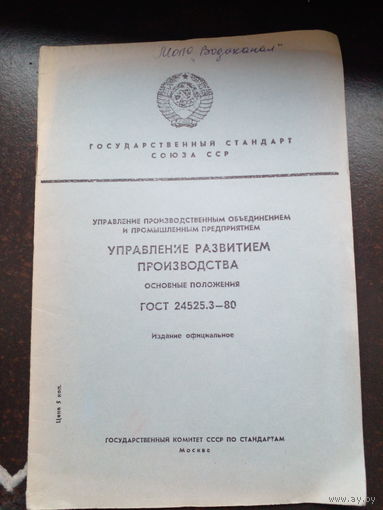 МОПО "Водоканал"
ГОСУДАРСТВЕННЫЙ СТАНДАРТ
СОЮЗА ССР
УПРАВЛЕНИЕ ПРОИЗВОДСТВЕННЫМ ОБЪЕДИНЕНИЕМ
И ПРОМЫШЛЕННЫМ ПРЕДПРИЯТИЕМ
УПРАВЛЕНИЕ РАЗВИТИЕМ
ПРОИЗВОДСТВА
ОСНОВНЫЕ ПОЛОЖЕНИЯ
ГОСТ 24525.3—80
Издание официальное
Цена 5 коп.
ГОСУДАРСТВЕННЫЙ КОМИТЕТ СССР ПО СТАНДАРТАМ
Москва
www.ay.by